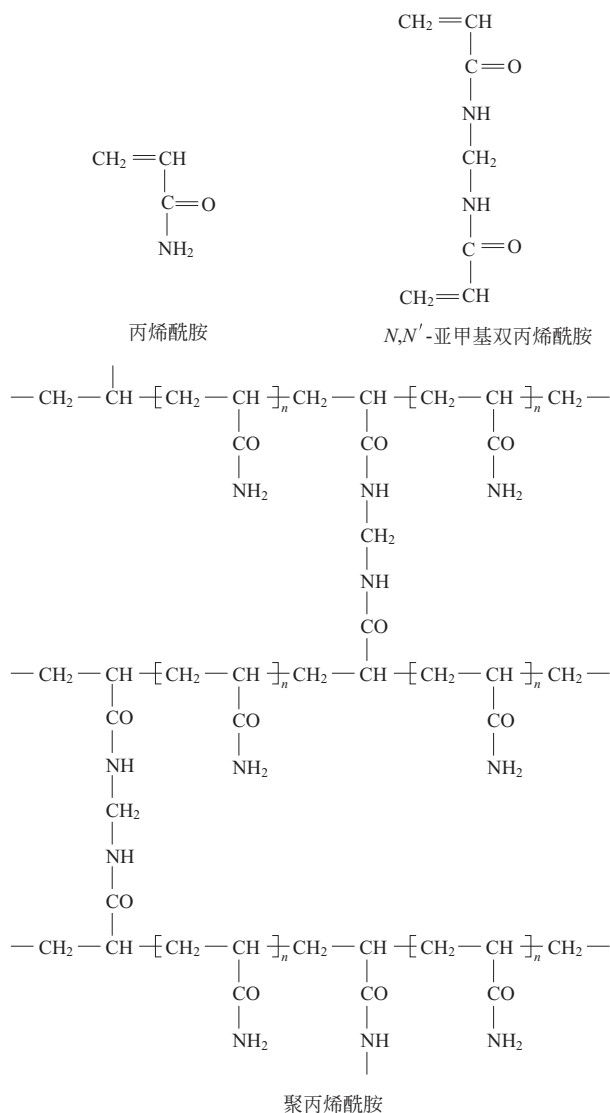 CH₂=CH
C=O
NH
CH₂
NH
C=O
CH₂=CH
CH₂=CH
C=O
NH₂
丙烯酰胺
N,N′-亚甲基双丙烯酰胺
—CH₂—CH—[CH₂—CH—]ₙCH₂—CH—[CH₂—CH—]ₙCH₂—
CO CO CO
NH₂ NH NH₂
CH₂
NH
CO
—CH₂—CH—[CH₂—CH—]ₙCH₂—CH—[CH₂—CH—]ₙCH₂—
CO CO CO
NH NH₂ NH₂
CH₂
NH
CO
—CH₂—CH—[CH₂—CH—]ₙCH₂—CH—[CH₂—CH—]ₙCH₂—
CO CO CO
NH₂ NH NH₂
聚丙烯酰胺